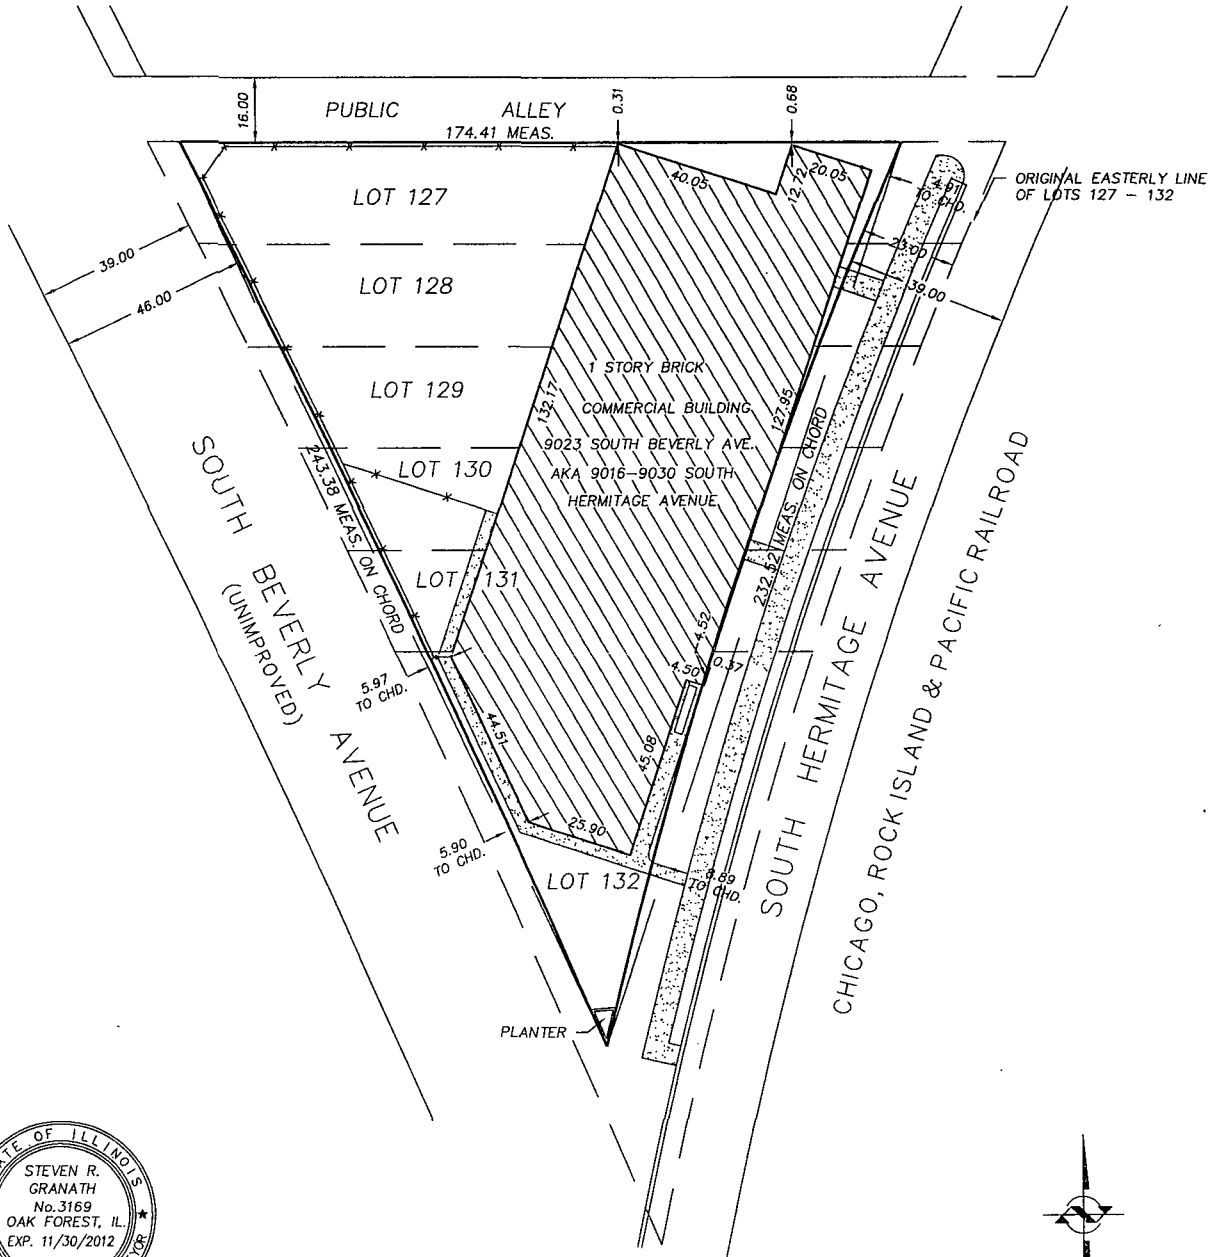 16.00
PUBLIC ALLEY
174.41 MEAS.
0.31
0.68
40.05
12.72
20.05
4.91
TO CHD.
ORIGINAL EASTERLY LINE
OF LOTS 127 - 132
LOT 127
39.00
46.00
23.00
39.00
LOT 128
LOT 129
LOT 130
LOT 131
LOT 132
1 STORY BRICK
COMMERCIAL BUILDING
9023 SOUTH BEVERLY AVE.
AKA 9016-9030 SOUTH
HERMITAGE AVENUE
132.17
127.95
243.38 MEAS. ON CHORD
232.52 MEAS. ON CHORD
SOUTH BEVERLY AVENUE
(UNIMPROVED)
SOUTH HERMITAGE AVENUE
CHICAGO, ROCK ISLAND & PACIFIC RAILROAD
4.52
4.50
0.37
5.97
TO CHD.
44.51
45.08
25.90
5.90
TO CHD.
8.89
TO CHD.
PLANTER
STATE OF ILLINOIS
STEVEN R.
GRANATH
No.3169
OAK FOREST, IL.
EXP. 11/30/2012